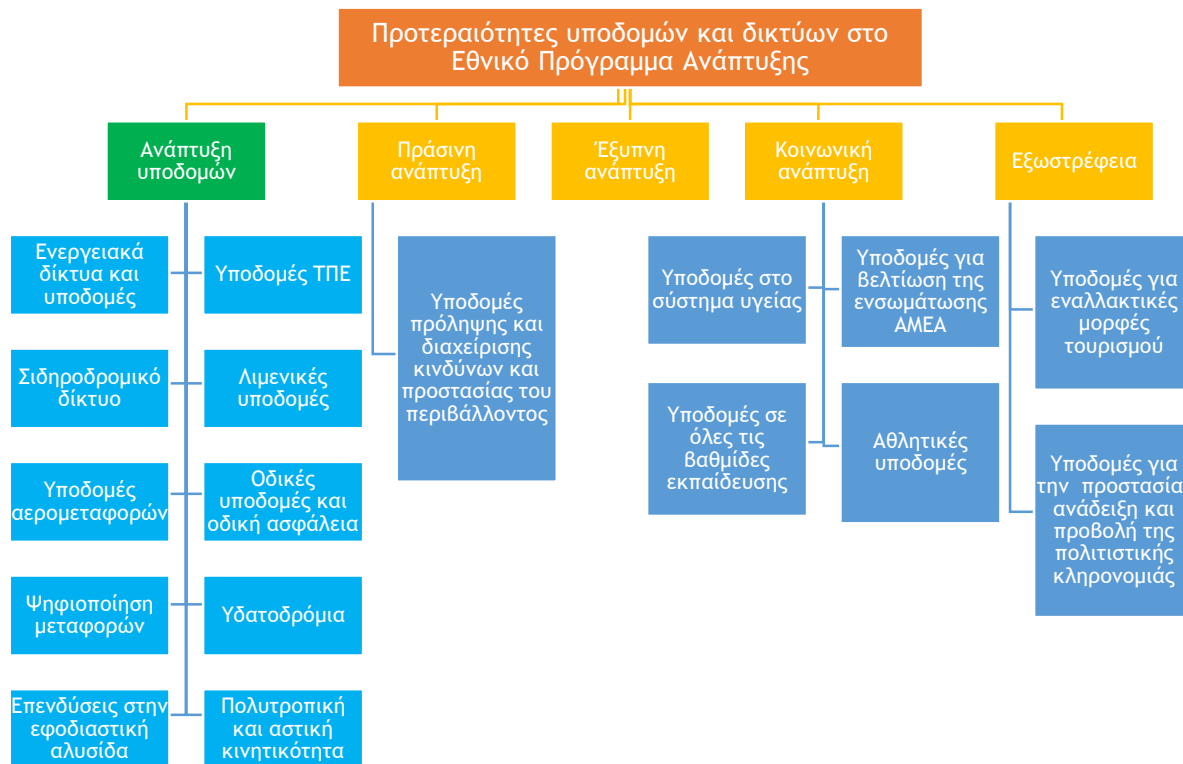 Προτεραιότητες υποδομών και δικτύων στο
Εθνικό Πρόγραμμα Ανάπτυξης
Ανάπτυξη
υποδομών
Πράσινη
ανάπτυξη
Έξυπνη
ανάπτυξη
Κοινωνική
ανάπτυξη
Εξωστρέφεια
Ενεργειακά
δίκτυα και
υποδομές
Υποδομές ΤΠΕ
Σιδηροδρομικό
δίκτυο
Λιμενικές
υποδομές
Υποδομές
αερομεταφορών
Οδικές
υποδομές και
οδική ασφάλεια
Ψηφιοποίηση
μεταφορών
Υδατοδρόμια
Επενδύσεις στην
εφοδιαστική
αλυσίδα
Πολυτροπική
και αστική
κινητικότητα
Υποδομές
πρόληψης και
διαχείρισης
κινδύνων και
προστασίας του
περιβάλλοντος
Υποδομές στο
σύστημα υγείας
Υποδομές για
βελτίωση της
ενσωμάτωσης
ΑΜΕΑ
Υποδομές σε
όλες τις
βαθμίδες
εκπαίδευσης
Αθλητικές
υποδομές
Υποδομές για
εναλλακτικές
μορφές
τουρισμού
Υποδομές για
την προστασία
ανάδειξη και
προβολή της
πολιτιστικής
κληρονομιάς